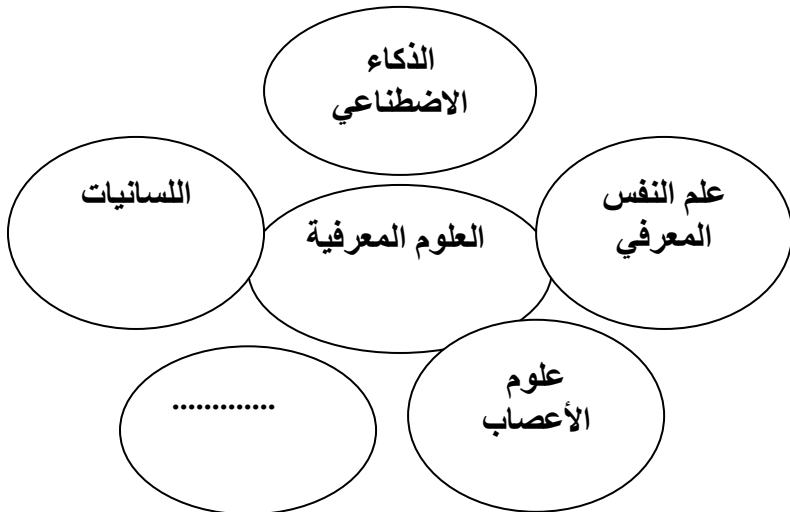 الذكاء
الاضطناعي
اللسانيات
علم النفس
المعرفي
العلوم المعرفية
علوم
الأعصاب
.............